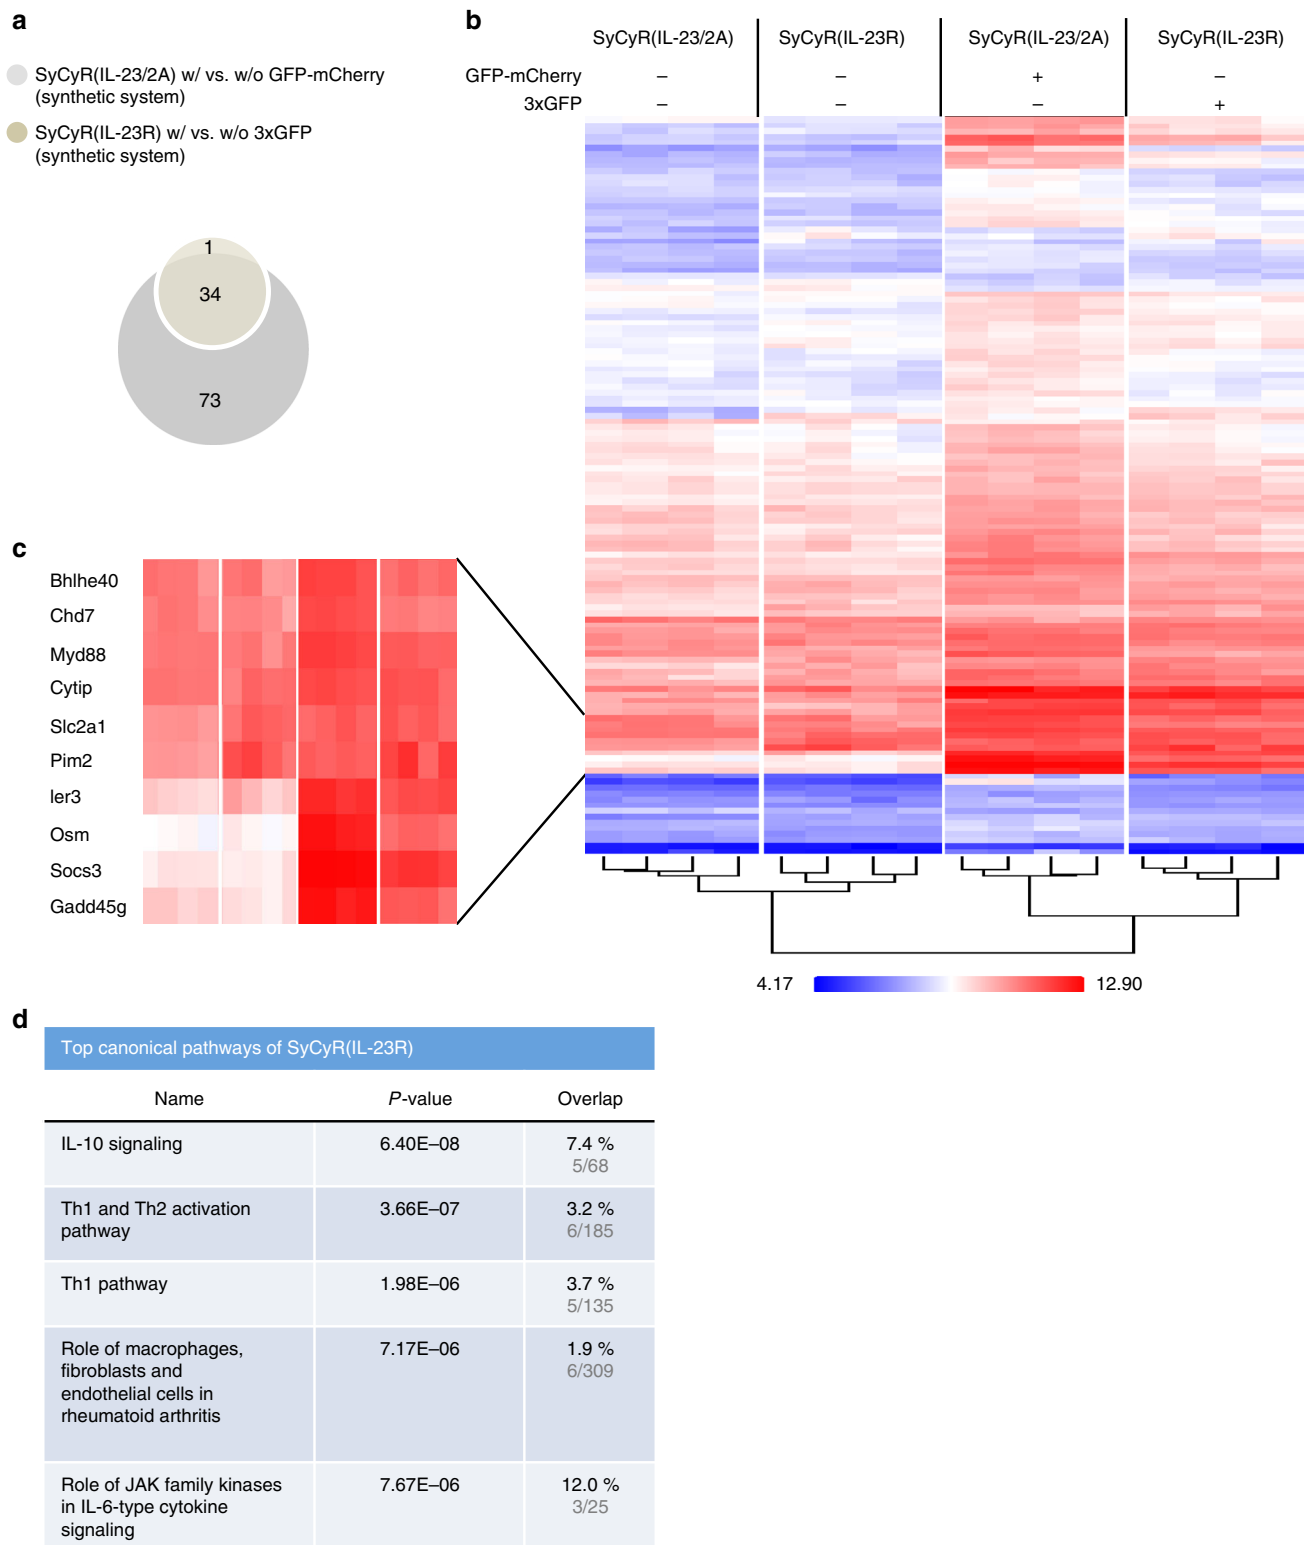 a
SyCyR(IL-23/2A) w/ vs. w/o GFP-mCherry
(synthetic system)
SyCyR(IL-23R) w/ vs. w/o 3xGFP
(synthetic system)
1
34
73
b
SyCyR(IL-23/2A) SyCyR(IL-23R) SyCyR(IL-23/2A) SyCyR(IL-23R)
GFP-mCherry – – + –
3xGFP – – – +
4.17 12.90
c
Bhlhe40
Chd7
Myd88
Cytip
Slc2a1
Pim2
Ier3
Osm
Socs3
Gadd45g
d
Top canonical pathways of SyCyR(IL-23R)
Name P-value Overlap
IL-10 signaling 6.40E–08 7.4 %
5/68
Th1 and Th2 activation 3.66E–07 3.2 %
pathway 6/185
Th1 pathway 1.98E–06 3.7 %
5/135
Role of macrophages, 7.17E–06 1.9 %
fibroblasts and 6/309
endothelial cells in
rheumatoid arthritis
Role of JAK family kinases 7.67E–06 12.0 %
in IL-6-type cytokine 3/25
signaling